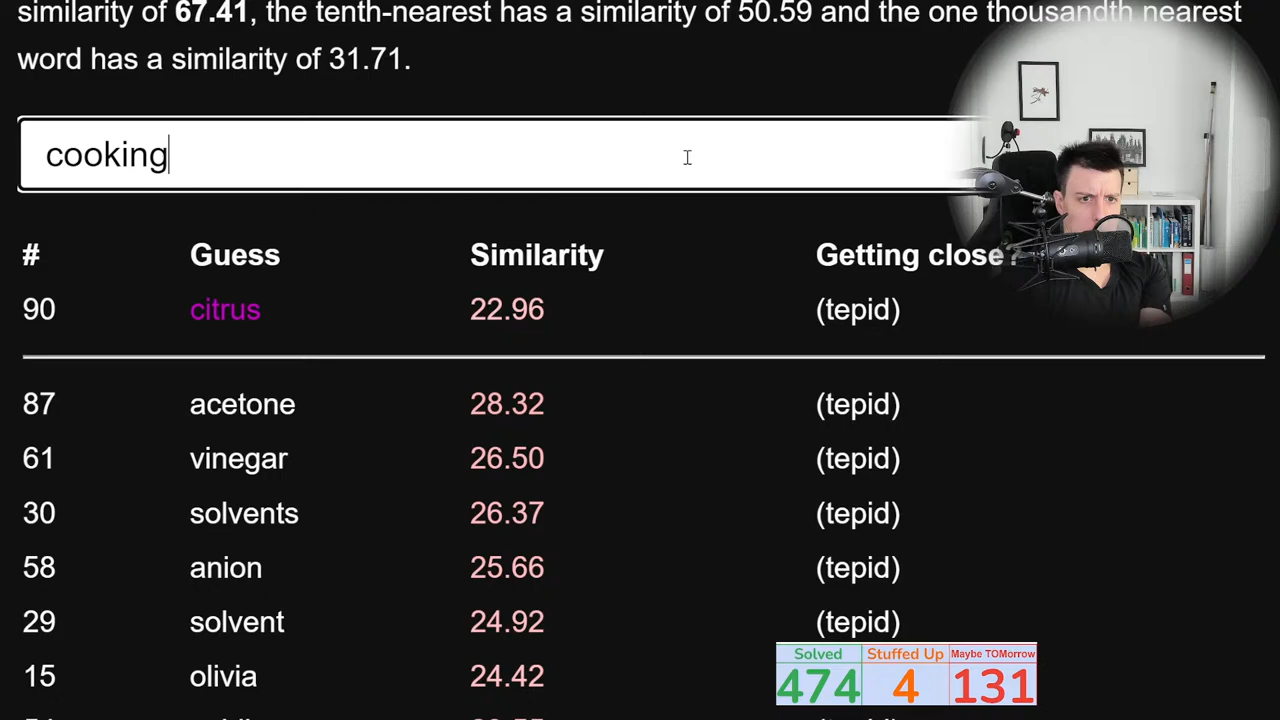 similarity of 67.41, the tenth-nearest has a similarity of 50.59 and the one thousandth nearest
word has a similarity of 31.71.
cooking
# Guess Similarity Getting close?
90 citrus 22.96 (tepid)
87 acetone 28.32 (tepid)
61 vinegar 26.50 (tepid)
30 solvents 26.37 (tepid)
58 anion 25.66 (tepid)
29 solvent 24.92 (tepid)
15 olivia 24.42
Solved Stuffed Up Maybe TOMorrow
474 4 131